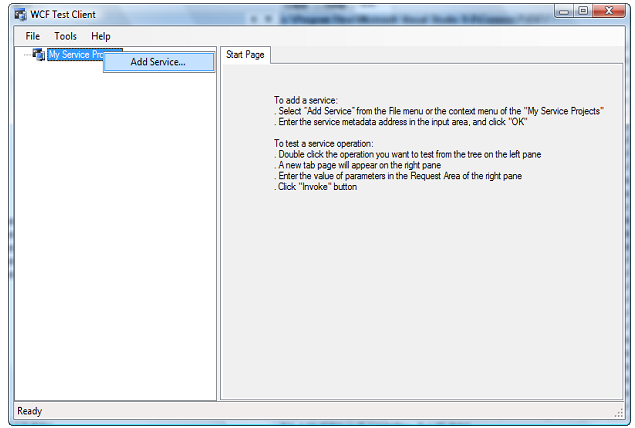 WCF Test Client
File Tools Help
My Service Pro
Add Service...
Start Page
To add a service:
. Select "Add Service" from the File menu or the context menu of the "My Service Projects"
. Enter the service metadata address in the input area, and click "OK"
To test a service operation:
. Double click the operation you want to test from the tree on the left pane
. A new tab page will appear on the right pane
. Enter the value of parameters in the Request Area of the right pane
. Click "Invoke" button
Ready